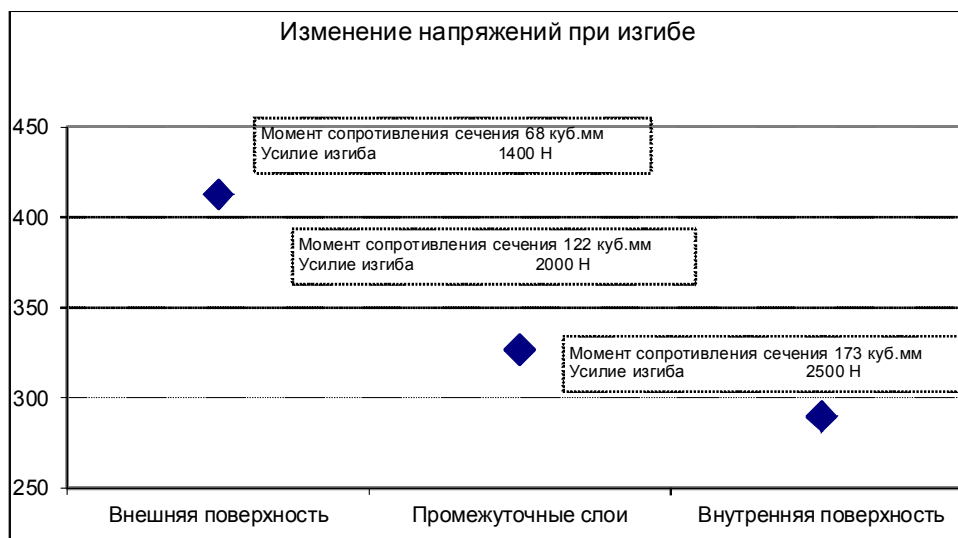 Изменение напряжений при изгибе
450
Момент сопротивления сечения 68 куб.мм
Усилие изгиба 1400 Н
400
Момент сопротивления сечения 122 куб.мм
Усилие изгиба 2000 Н
350
Момент сопротивления сечения 173 куб.мм
Усилие изгиба 2500 Н
300
250
Внешняя поверхность Промежуточные слои Внутренняя поверхность